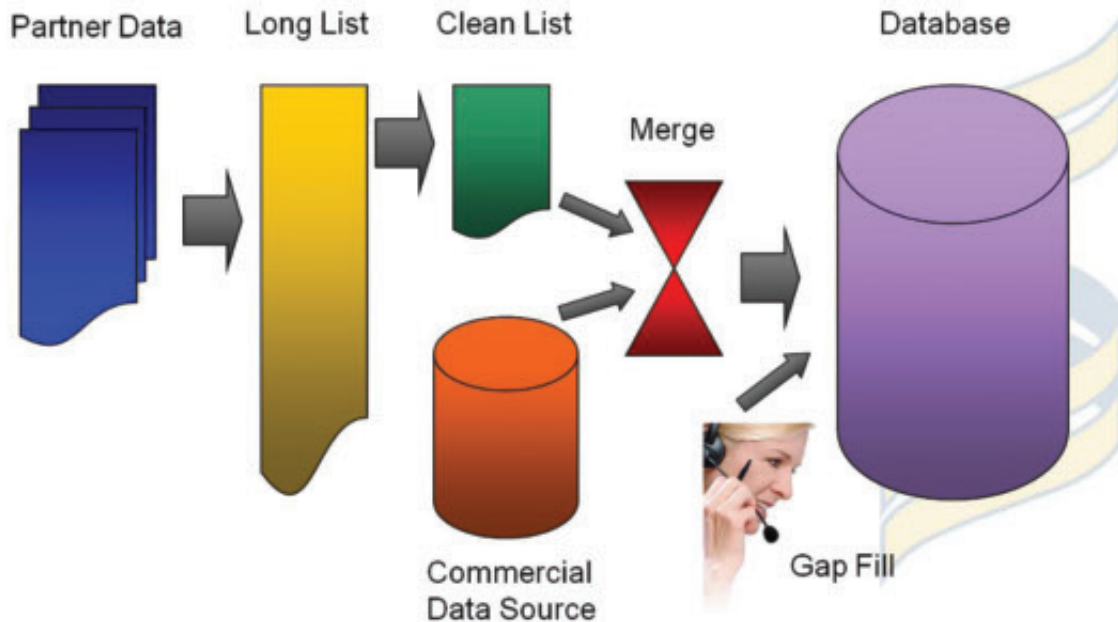 Partner Data
Long List
Clean List
Database
Merge
Commercial
Data Source
Gap Fill